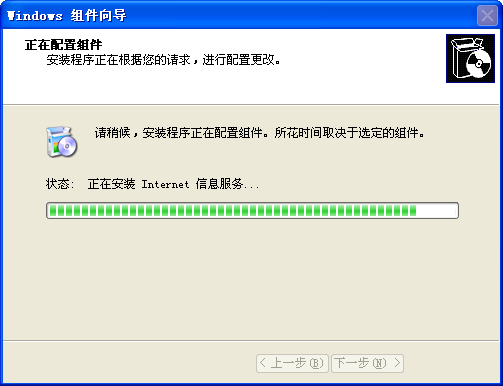 Windows 组件向导
正在配置组件
安装程序正在根据您的请求，进行配置更改。
请稍候，安装程序正在配置组件。所花时间取决于选定的组件。
状态: 正在安装 Internet 信息服务...
< 上一步(B) 下一步(N) >